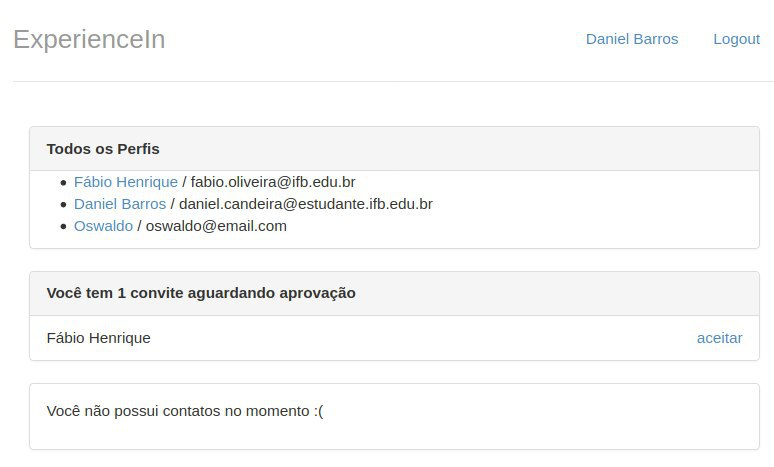 ExperienceIn
Daniel Barros Logout
Todos os Perfis
Fábio Henrique / fabio.oliveira@ifb.edu.br
Daniel Barros / daniel.candeira@estudante.ifb.edu.br
Oswaldo / oswaldo@email.com
Você tem 1 convite aguardando aprovação
Fábio Henrique aceitar
Você não possui contatos no momento :(